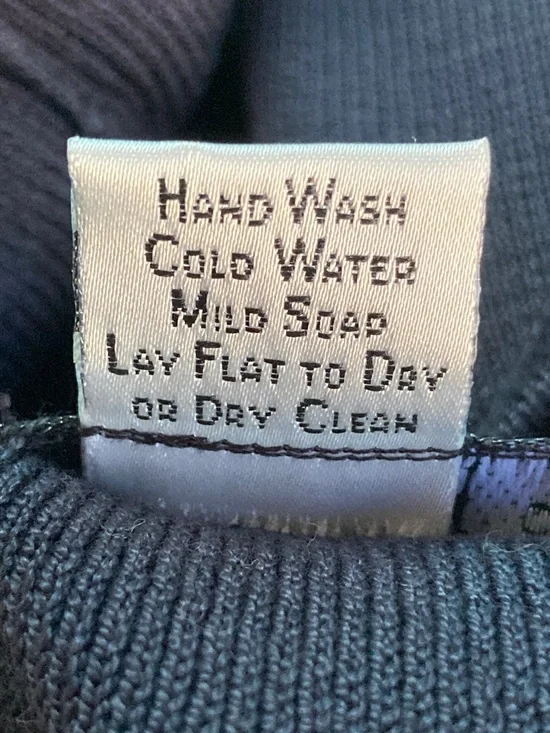 Hand Wash
Cold Water
Mild Soap
Lay Flat to Dry
or Dry Clean